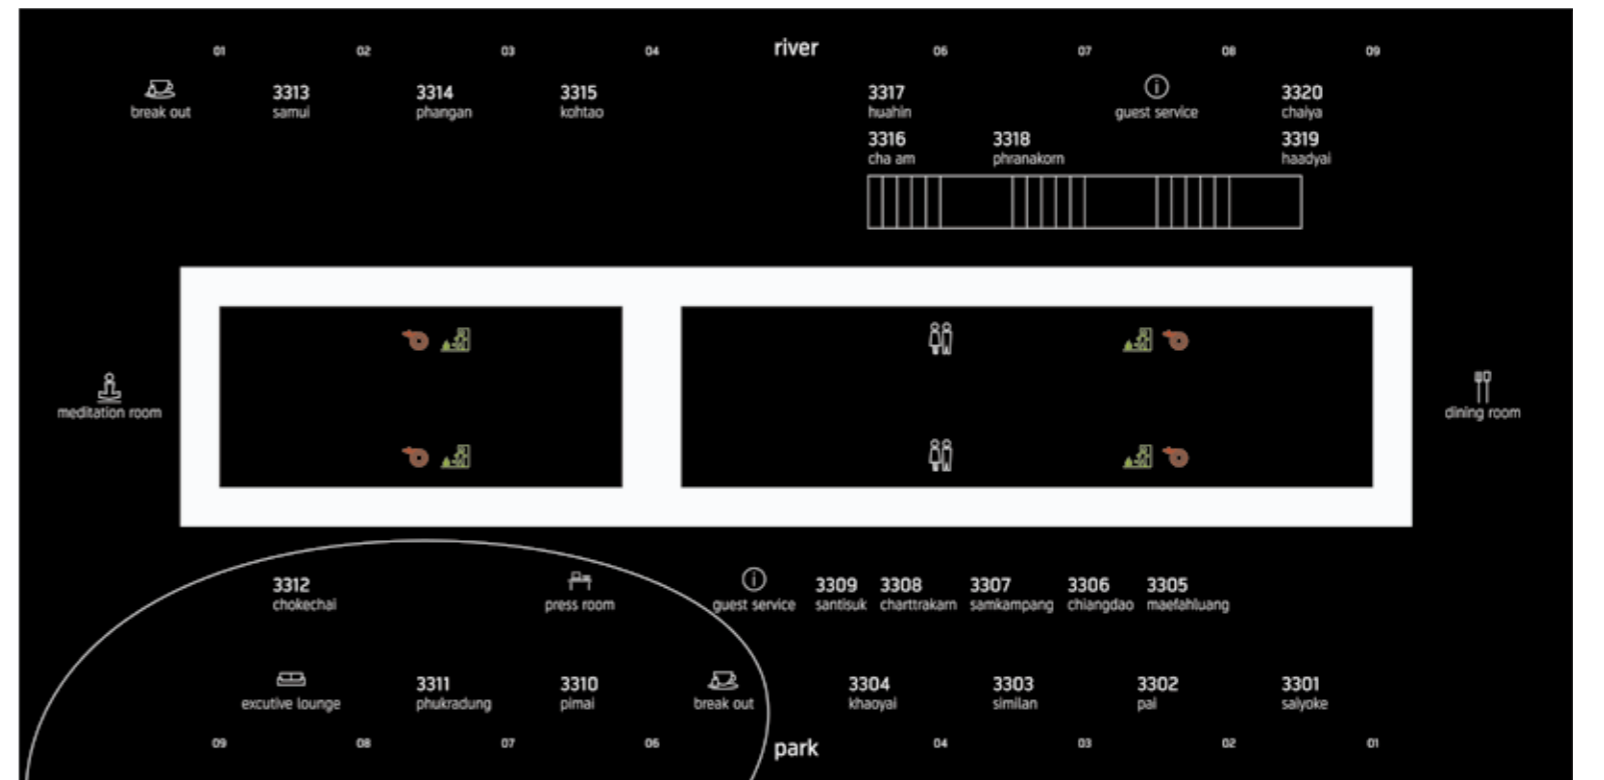 01 02 03 04 river 06 07 08 09
3313 3314 3315 3317 3320
break out samui phangan kohtao huahin guest service chaiya
3316 3318 3319
cha am phranakorn haadyai
meditation room dining room
3312 3309 3308 3307 3306 3305
chokechai press room guest service santisuk charttrakarn samkampang chiangdao maefahluang
3311 3310 3304 3303 3302 3301
excutive lounge phukradung pimai break out khaoyai similan pai saiyoke
09 08 07 06 park 04 03 02 01